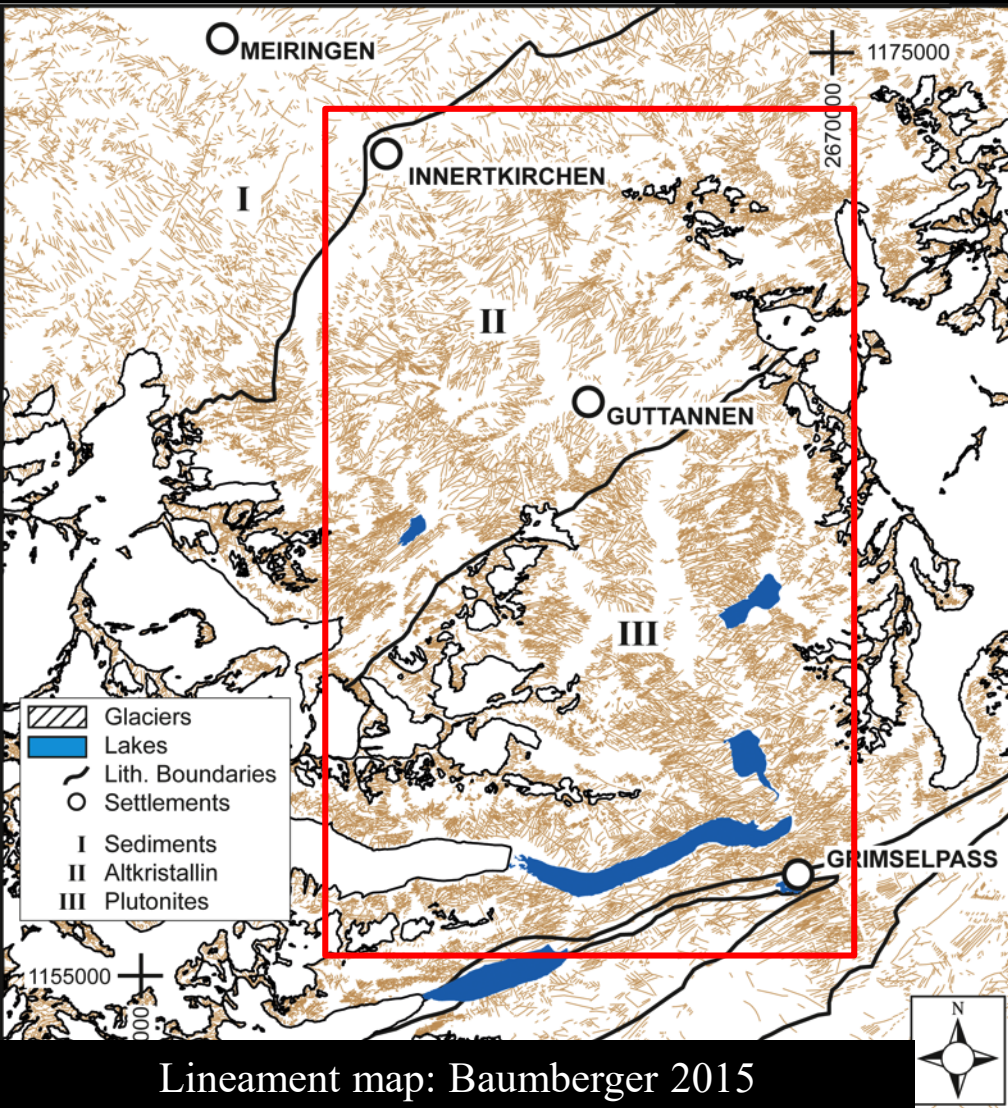 MEIRINGEN
1175000
2670000
INNERTKIRCHEN
I
II
GUTTANNEN
III
Glaciers
Lakes
Lith. Boundaries
Settlements
I Sediments
II Altkristallin
III Plutonites
GRIMSELPASS
1155000
000
N
Lineament map: Baumberger 2015